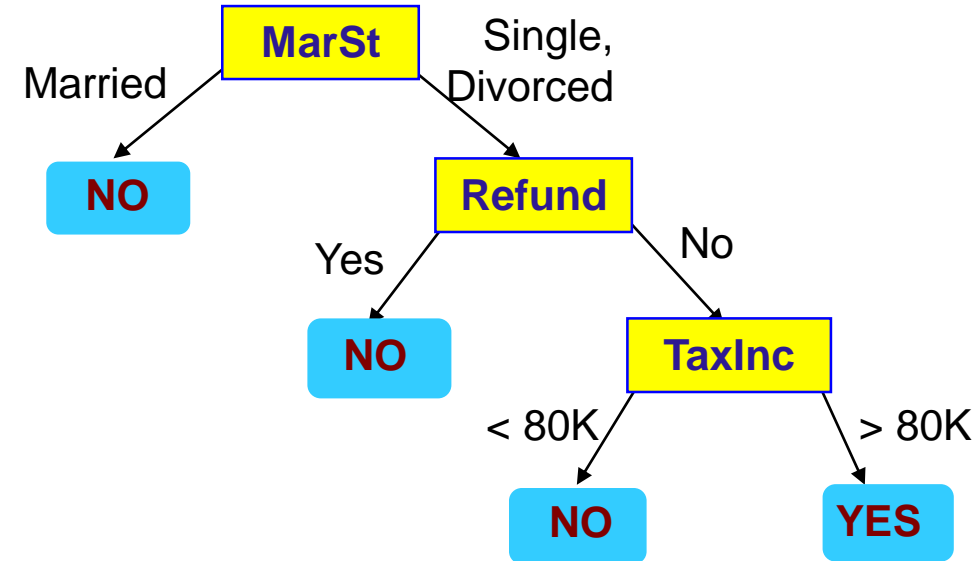 MarSt
Single,
Divorced
Married
NO
Refund
Yes
No
NO
TaxInc
< 80K
> 80K
NO
YES